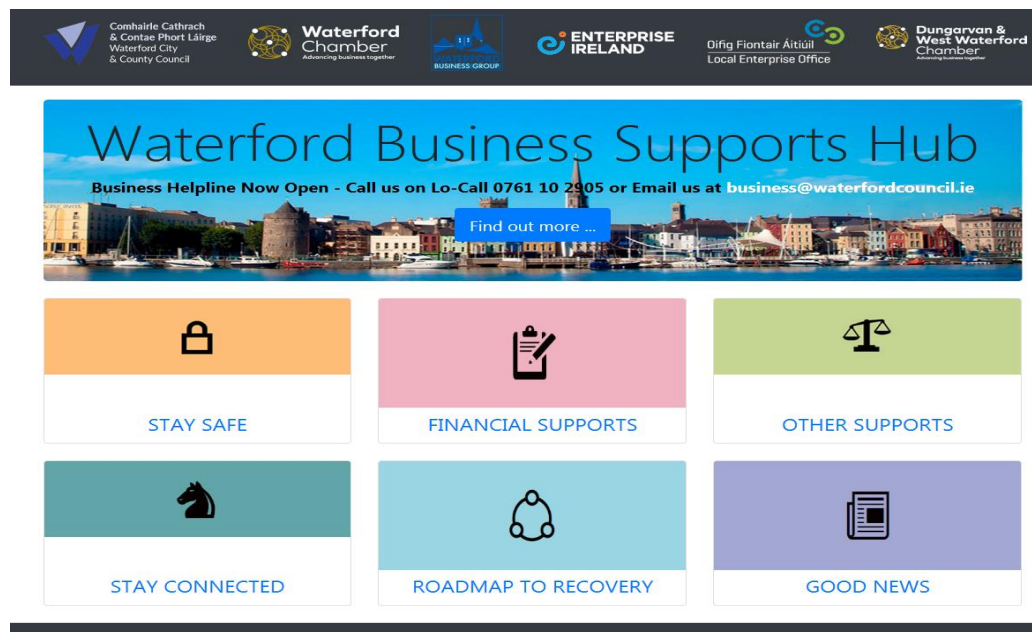 Comhairle Cathrach
& Contae Phort Láirge
Waterford City
& County Council
Waterford
Chamber
Advancing business together
WATERFORD
BUSINESS GROUP
ENTERPRISE
IRELAND
Oifig Fiontair Áitiúil
Local Enterprise Office
Dungarvan &
West Waterford
Chamber
Advancing business together
Waterford Business Supports Hub
Business Helpline Now Open - Call us on Lo-Call 0761 10 2905 or Email us at business@waterfordcouncil.ie
Find out more ...
STAY SAFE
FINANCIAL SUPPORTS
OTHER SUPPORTS
STAY CONNECTED
ROADMAP TO RECOVERY
GOOD NEWS